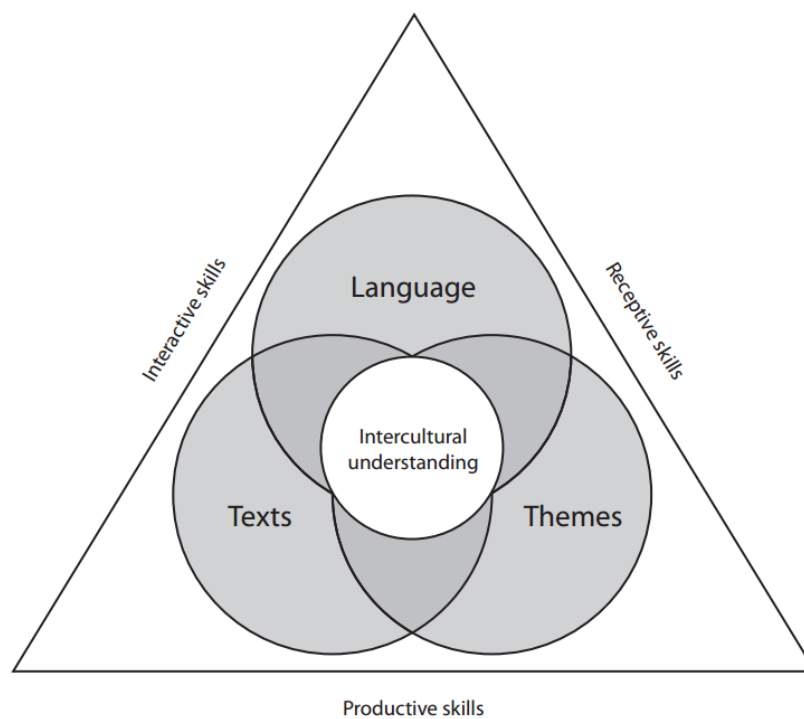 Interactive skills
Receptive skills
Language
Intercultural
understanding
Texts
Themes
Productive skills